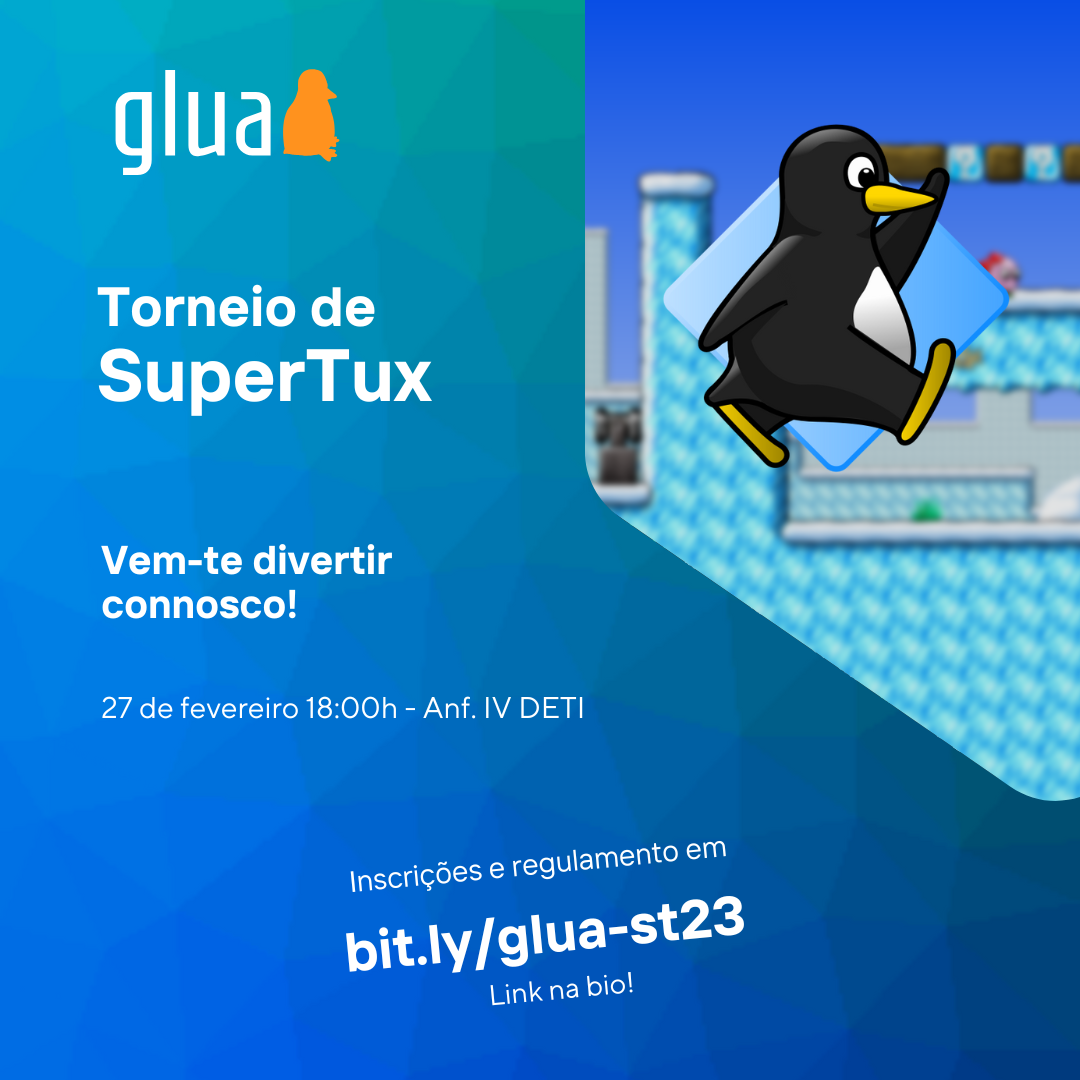 glua
Torneio de
SuperTux
Vem-te divertir
connosco!
27 de fevereiro 18:00h - Anf. IV DETI
Inscrições e regulamento em
bit.ly/glua-st23
Link na bio!